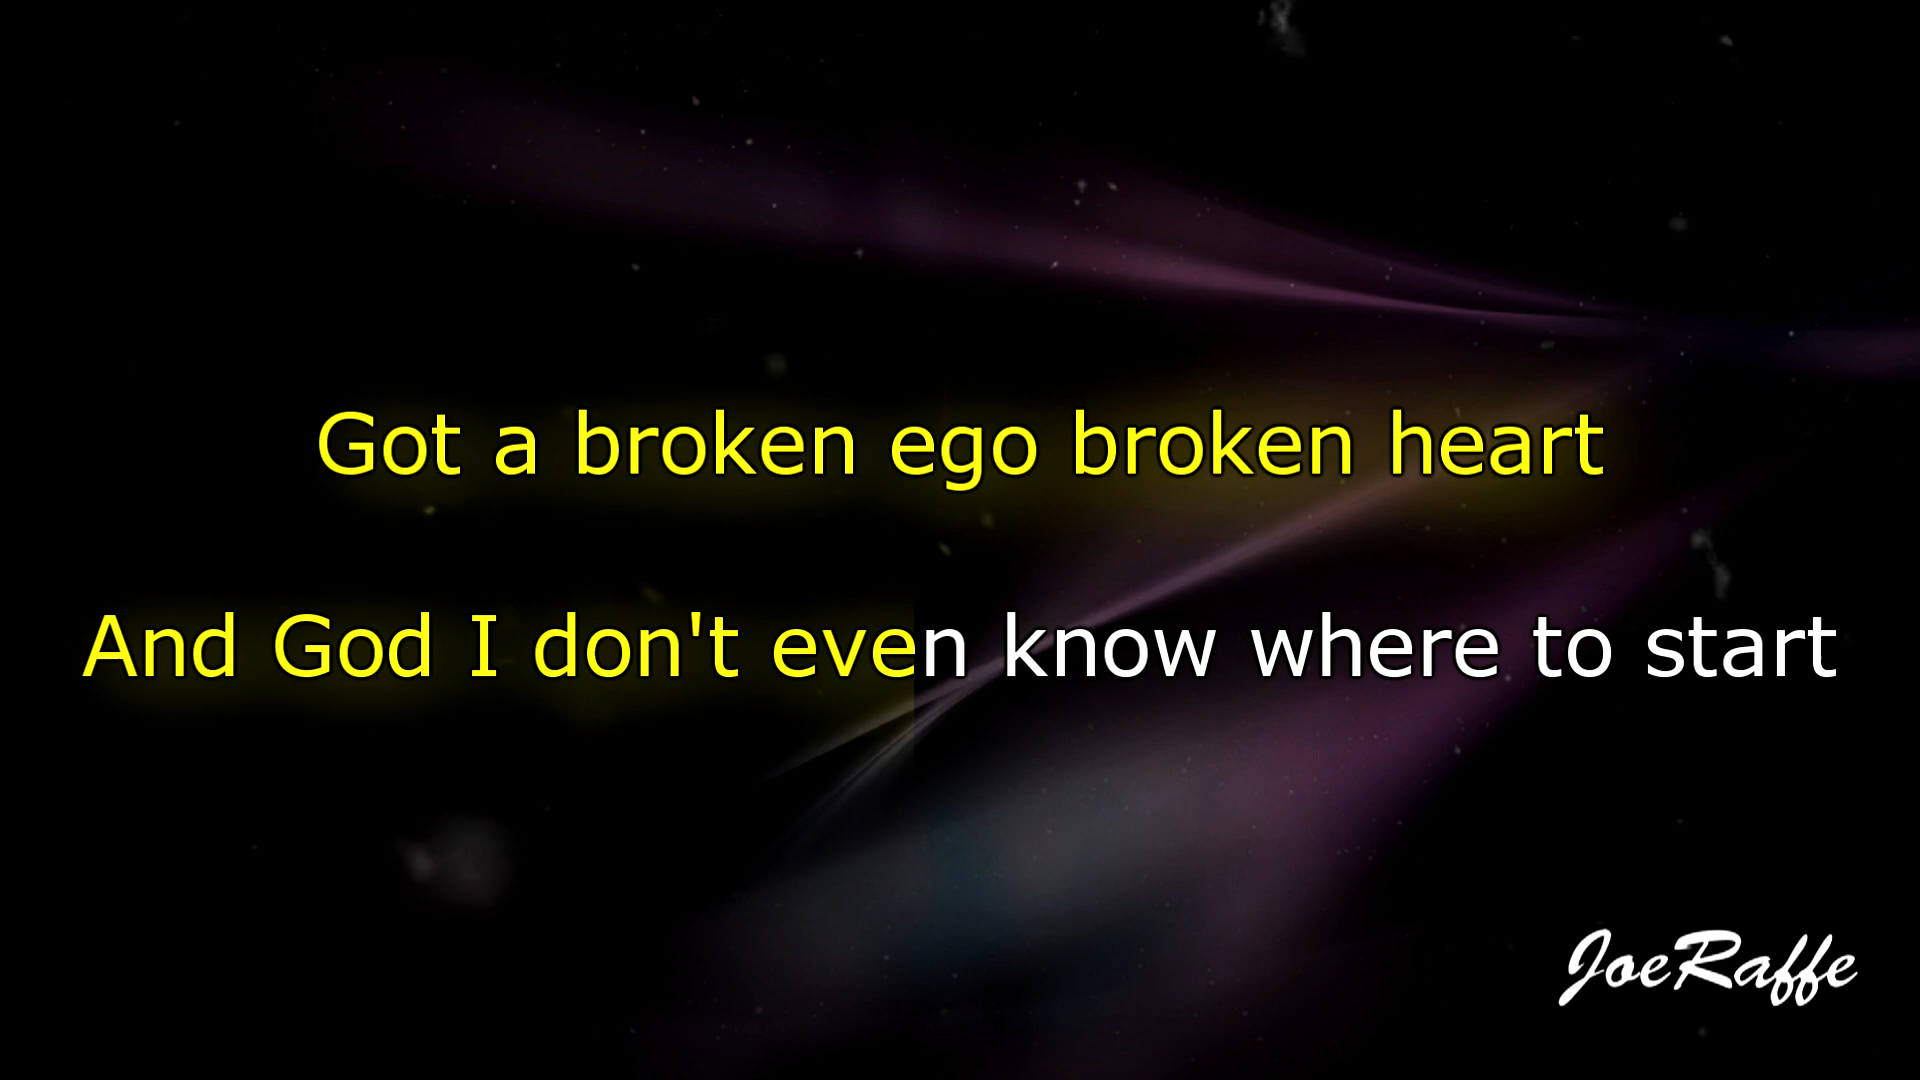 Got a broken ego broken heart
And God I don't even know where to start
JoeRaffe